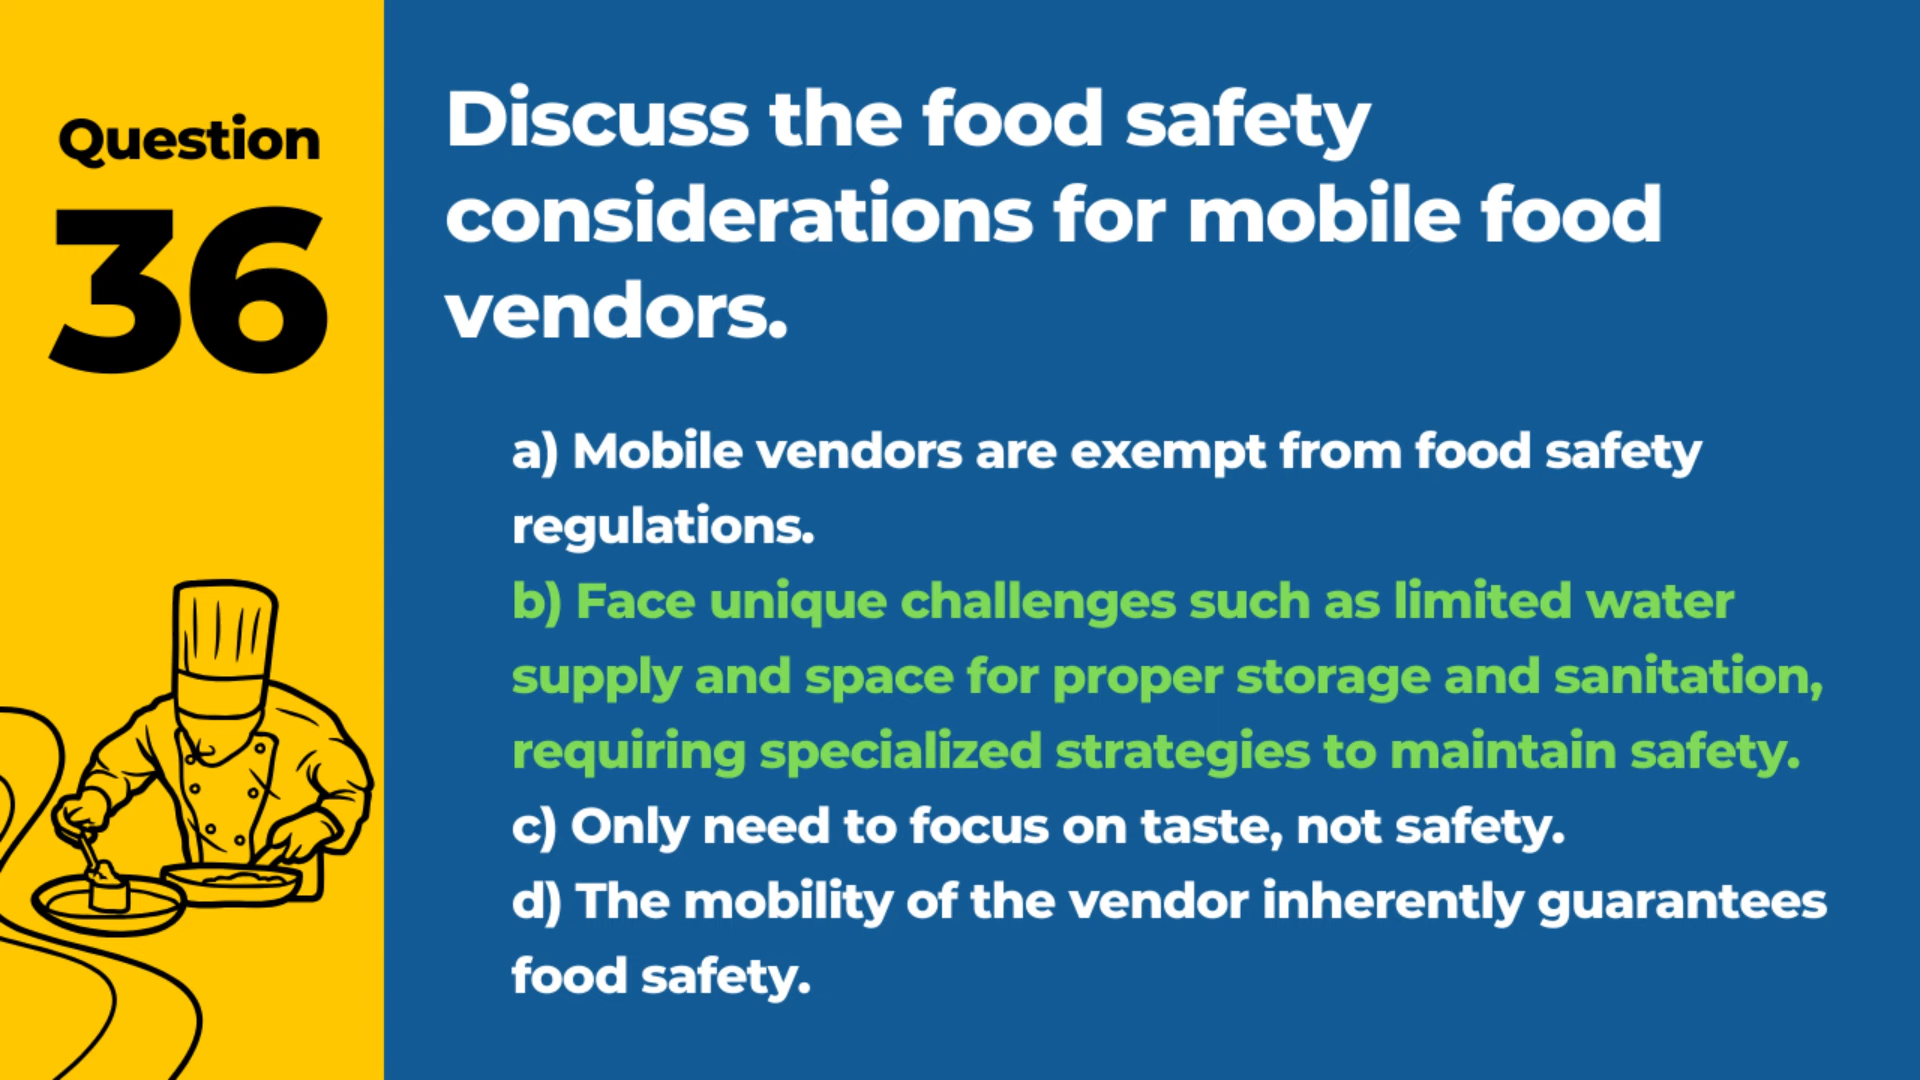 Question
36
Discuss the food safety
considerations for mobile food
vendors.
a) Mobile vendors are exempt from food safety
regulations.
b) Face unique challenges such as limited water
supply and space for proper storage and sanitation,
requiring specialized strategies to maintain safety.
c) Only need to focus on taste, not safety.
d) The mobility of the vendor inherently guarantees
food safety.